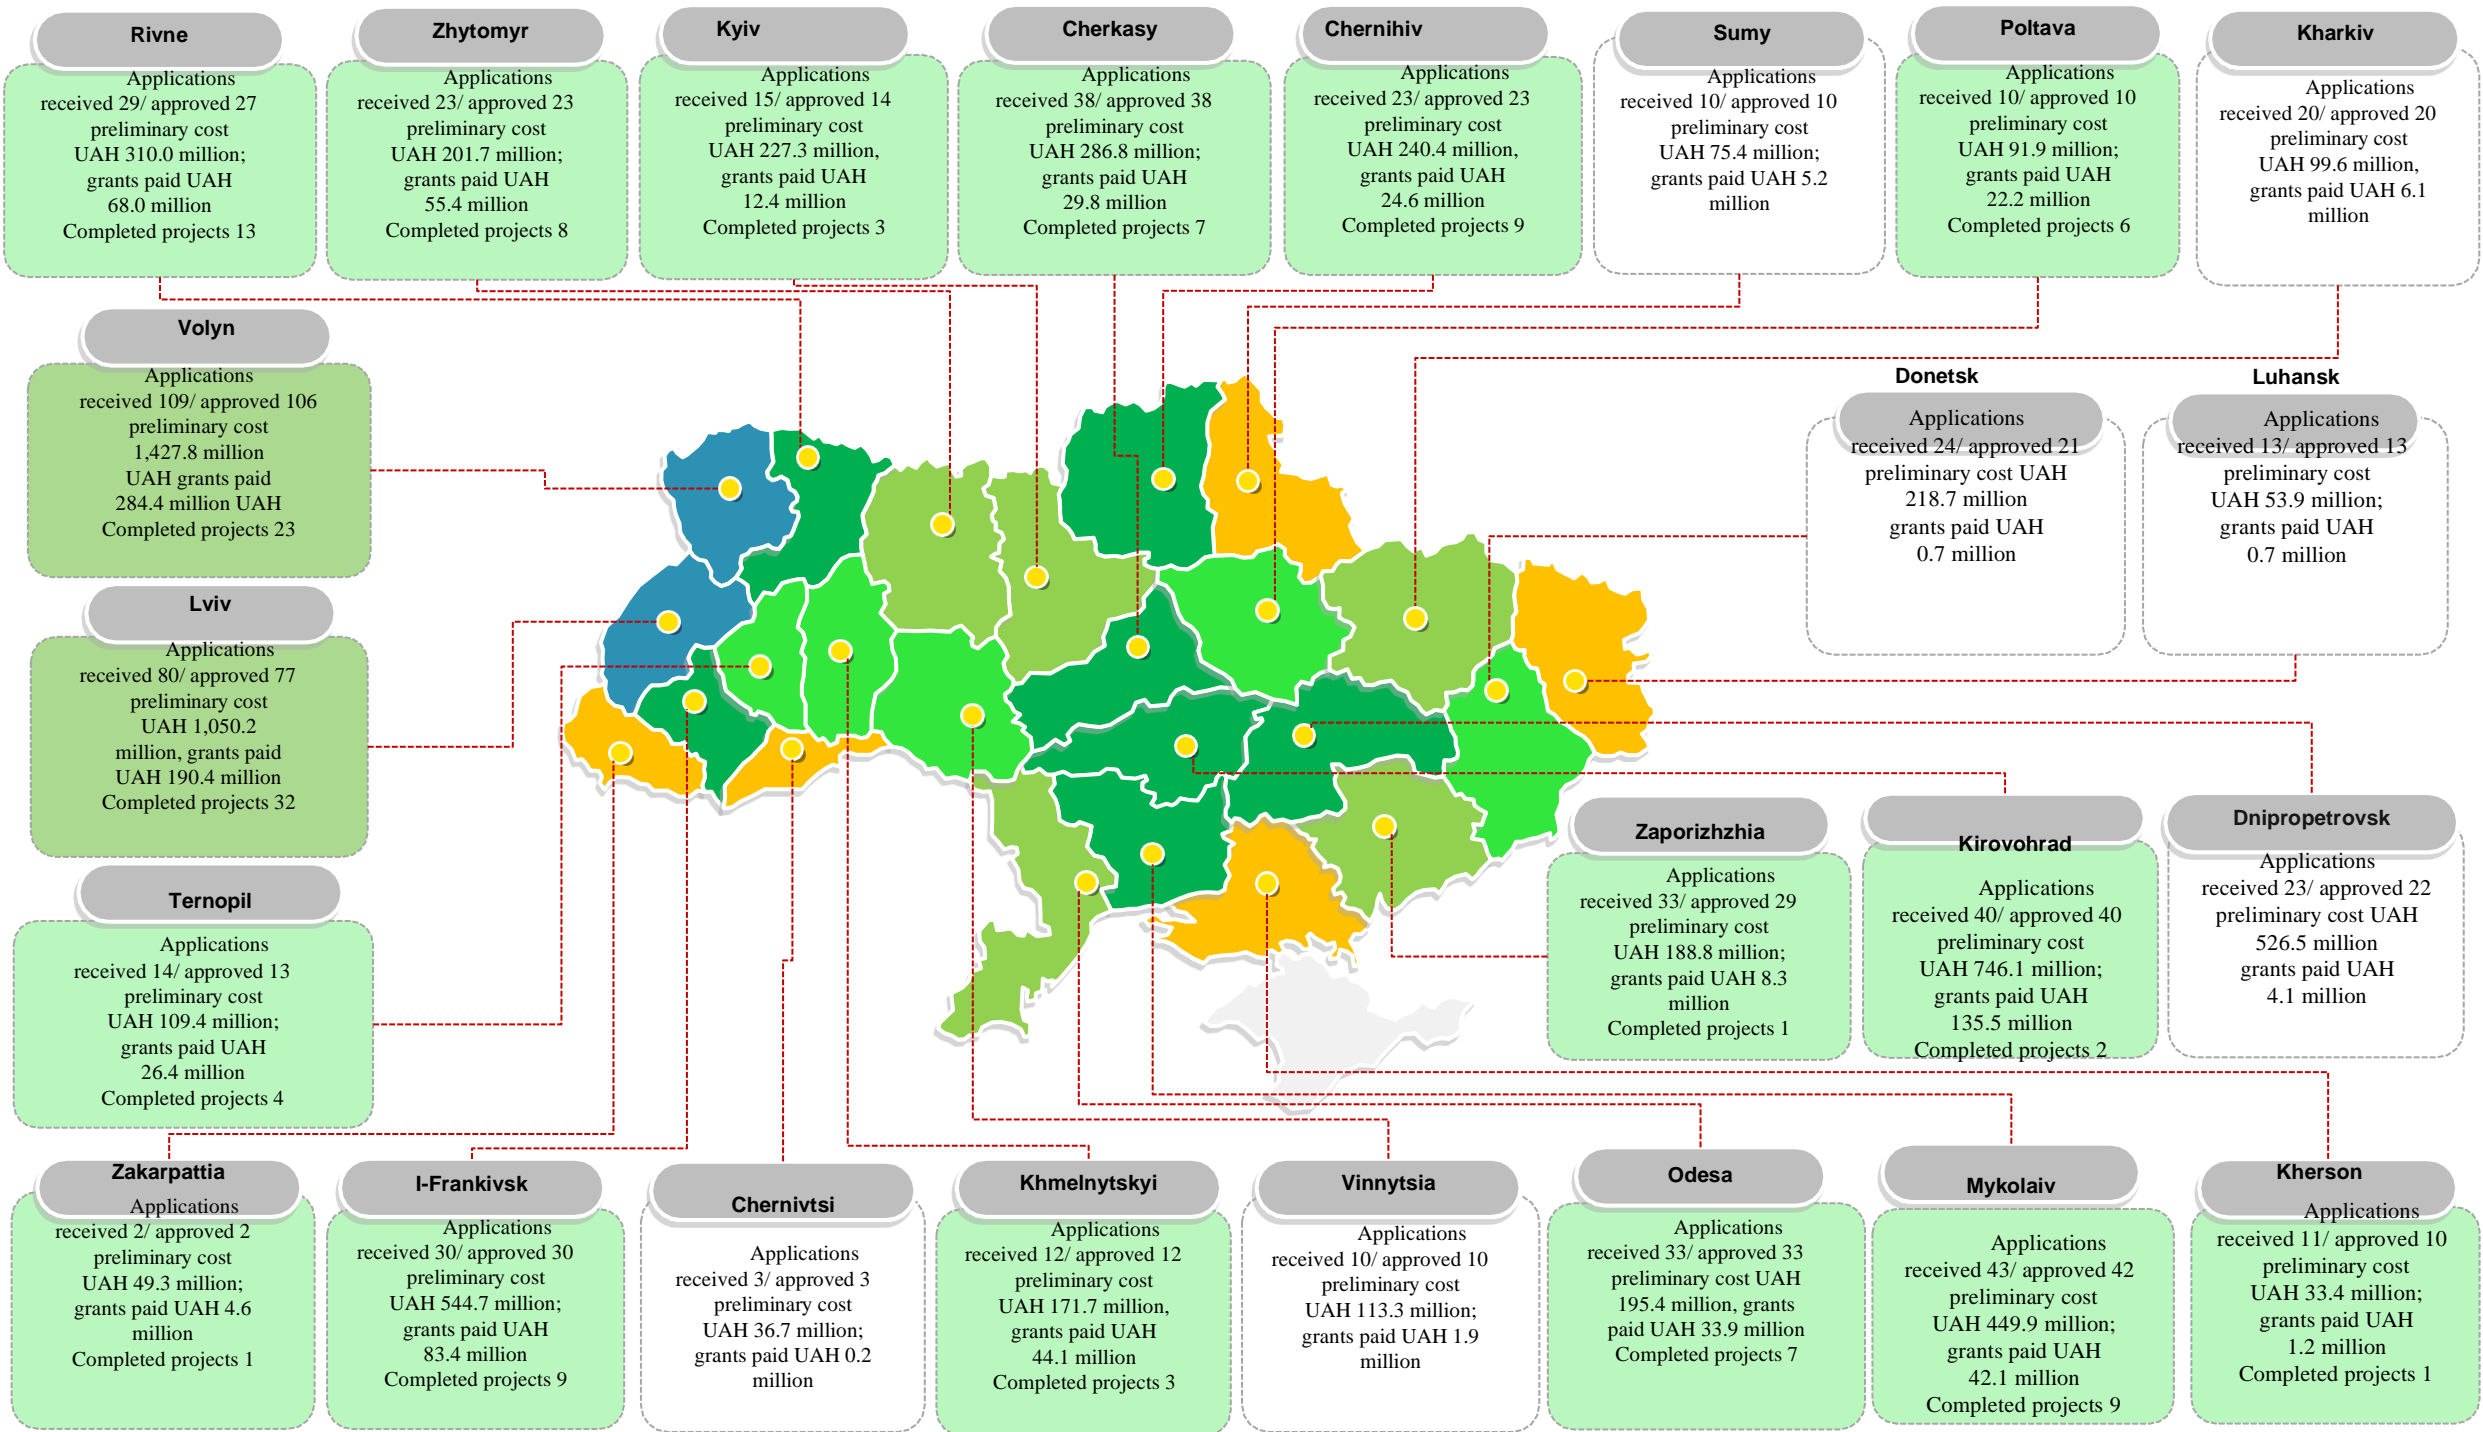 Rivne
Applications
received 29/ approved 27
preliminary cost
UAH 310.0 million;
grants paid UAH
68.0 million
Completed projects 13
Zhytomyr
Applications
received 23/ approved 23
preliminary cost
UAH 201.7 million;
grants paid UAH
55.4 million
Completed projects 8
Kyiv
Applications
received 15/ approved 14
preliminary cost
UAH 227.3 million,
grants paid UAH
12.4 million
Completed projects 3
Cherkasy
Applications
received 38/ approved 38
preliminary cost
UAH 286.8 million;
grants paid UAH
29.8 million
Completed projects 7
Chernihiv
Applications
received 23/ approved 23
preliminary cost
UAH 240.4 million,
grants paid UAH
24.6 million
Completed projects 9
Sumy
Applications
received 10/ approved 10
preliminary cost
UAH 75.4 million;
grants paid UAH 5.2
million
Poltava
Applications
received 10/ approved 10
preliminary cost
UAH 91.9 million;
grants paid UAH
22.2 million
Completed projects 6
Kharkiv
Applications
received 20/ approved 20
preliminary cost
UAH 99.6 million,
grants paid UAH 6.1
million
Volyn
Applications
received 109/ approved 106
preliminary cost
1,427.8 million
UAH grants paid
284.4 million UAH
Completed projects 23
Donetsk
Applications
received 24/ approved 21
preliminary cost UAH
218.7 million
grants paid UAH
0.7 million
Luhansk
Applications
received 13/ approved 13
preliminary cost
UAH 53.9 million;
grants paid UAH
0.7 million
Lviv
Applications
received 80/ approved 77
preliminary cost
UAH 1,050.2
million, grants paid
UAH 190.4 million
Completed projects 32
Ternopil
Applications
received 14/ approved 13
preliminary cost
UAH 109.4 million;
grants paid UAH
26.4 million
Completed projects 4
Zaporizhzhia
Applications
received 33/ approved 29
preliminary cost
UAH 188.8 million;
grants paid UAH 8.3
million
Completed projects 1
Kirovohrad
Applications
received 40/ approved 40
preliminary cost
UAH 746.1 million;
grants paid UAH
135.5 million
Completed projects 2
Dnipropetrovsk
Applications
received 23/ approved 22
preliminary cost UAH
526.5 million
grants paid UAH
4.1 million
Zakarpattia
Applications
received 2/ approved 2
preliminary cost
UAH 49.3 million;
grants paid UAH 4.6
million
Completed projects 1
I-Frankivsk
Applications
received 30/ approved 30
preliminary cost
UAH 544.7 million;
grants paid UAH
83.4 million
Completed projects 9
Chernivtsi
Applications
received 3/ approved 3
preliminary cost
UAH 36.7 million;
grants paid UAH 0.2
million
Khmelnytskyi
Applications
received 12/ approved 12
preliminary cost
UAH 171.7 million,
grants paid UAH
44.1 million
Completed projects 3
Vinnytsia
Applications
received 10/ approved 10
preliminary cost
UAH 113.3 million;
grants paid UAH 1.9
million
Odesa
Applications
received 33/ approved 33
preliminary cost UAH
195.4 million, grants
paid UAH 33.9 million
Completed projects 7
Mykolaiv
Applications
received 43/ approved 42
preliminary cost
UAH 449.9 million;
grants paid UAH
42.1 million
Completed projects 9
Kherson
Applications
received 11/ approved 10
preliminary cost
UAH 33.4 million;
grants paid UAH
1.2 million
Completed projects 1